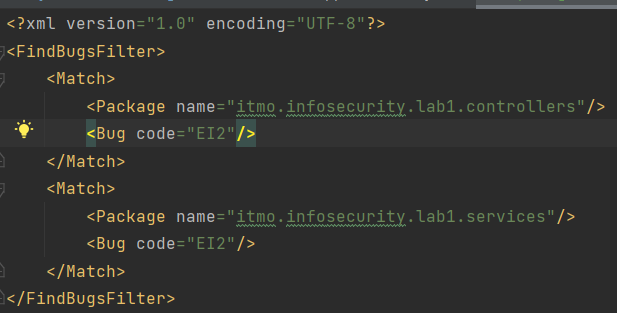 <?xml version="1.0" encoding="UTF-8"?>
<FindBugsFilter>
    <Match>
        <Package name="itmo.infosecurity.lab1.controllers"/>
        <Bug code="EI2"/>
    </Match>
    <Match>
        <Package name="itmo.infosecurity.lab1.services"/>
        <Bug code="EI2"/>
    </Match>
</FindBugsFilter>